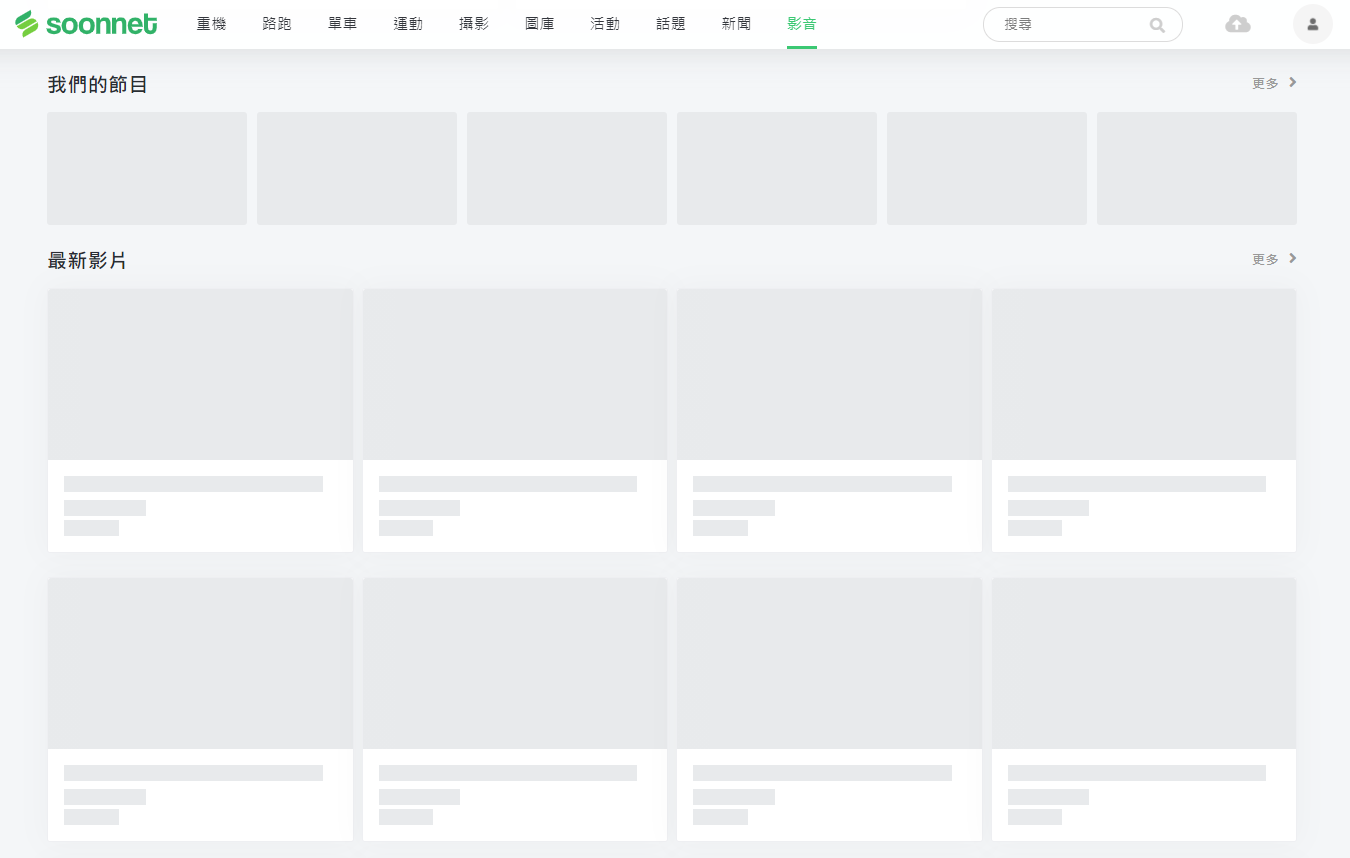 soonnet 重機 路跑 單車 運動 攝影 圖庫 活動 話題 新聞 影音 搜尋
我們的節目 更多
最新影片 更多